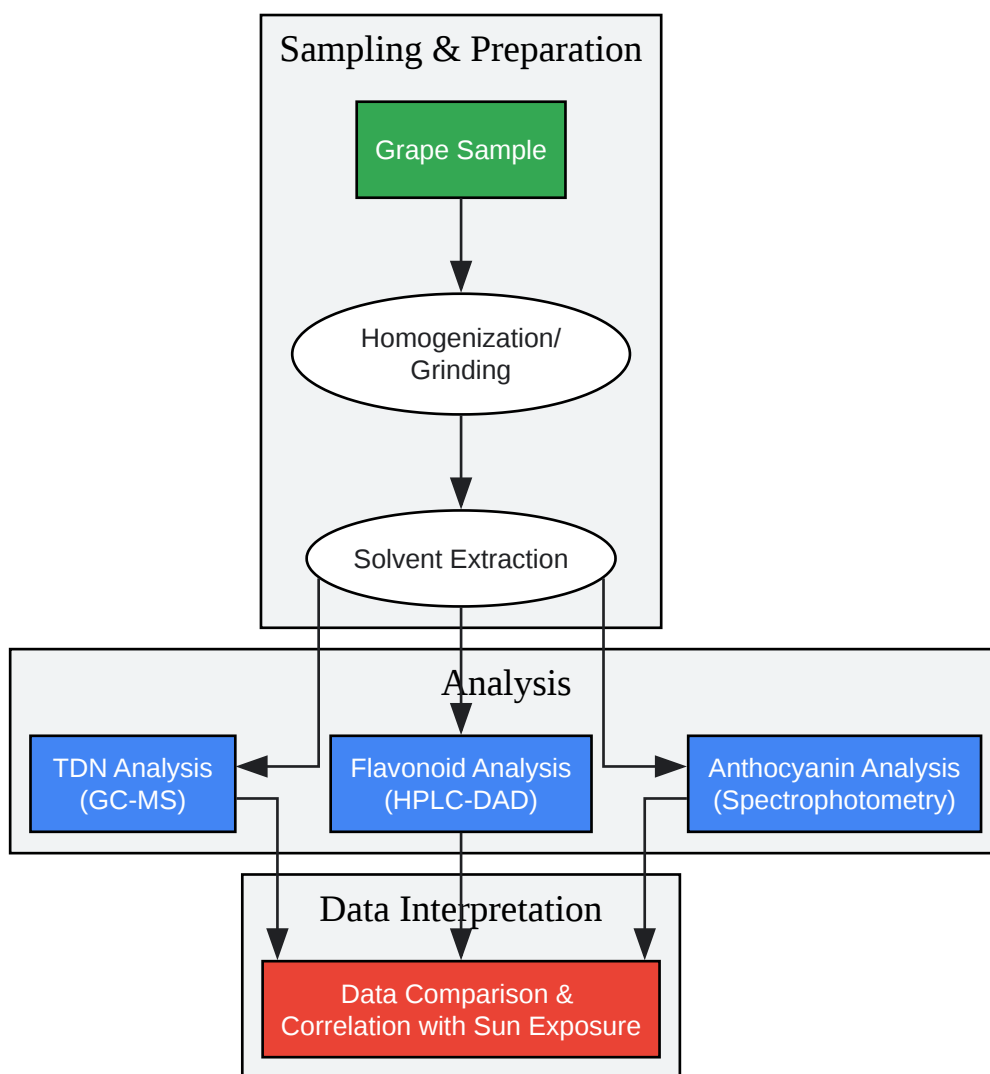 Sampling & Preparation
Grape Sample
Homogenization/
Grinding
Solvent Extraction
Analysis
TDN Analysis
(GC-MS)
Flavonoid Analysis
(HPLC-DAD)
Anthocyanin Analysis
(Spectrophotometry)
Data Interpretation
Data Comparison &
Correlation with Sun Exposure